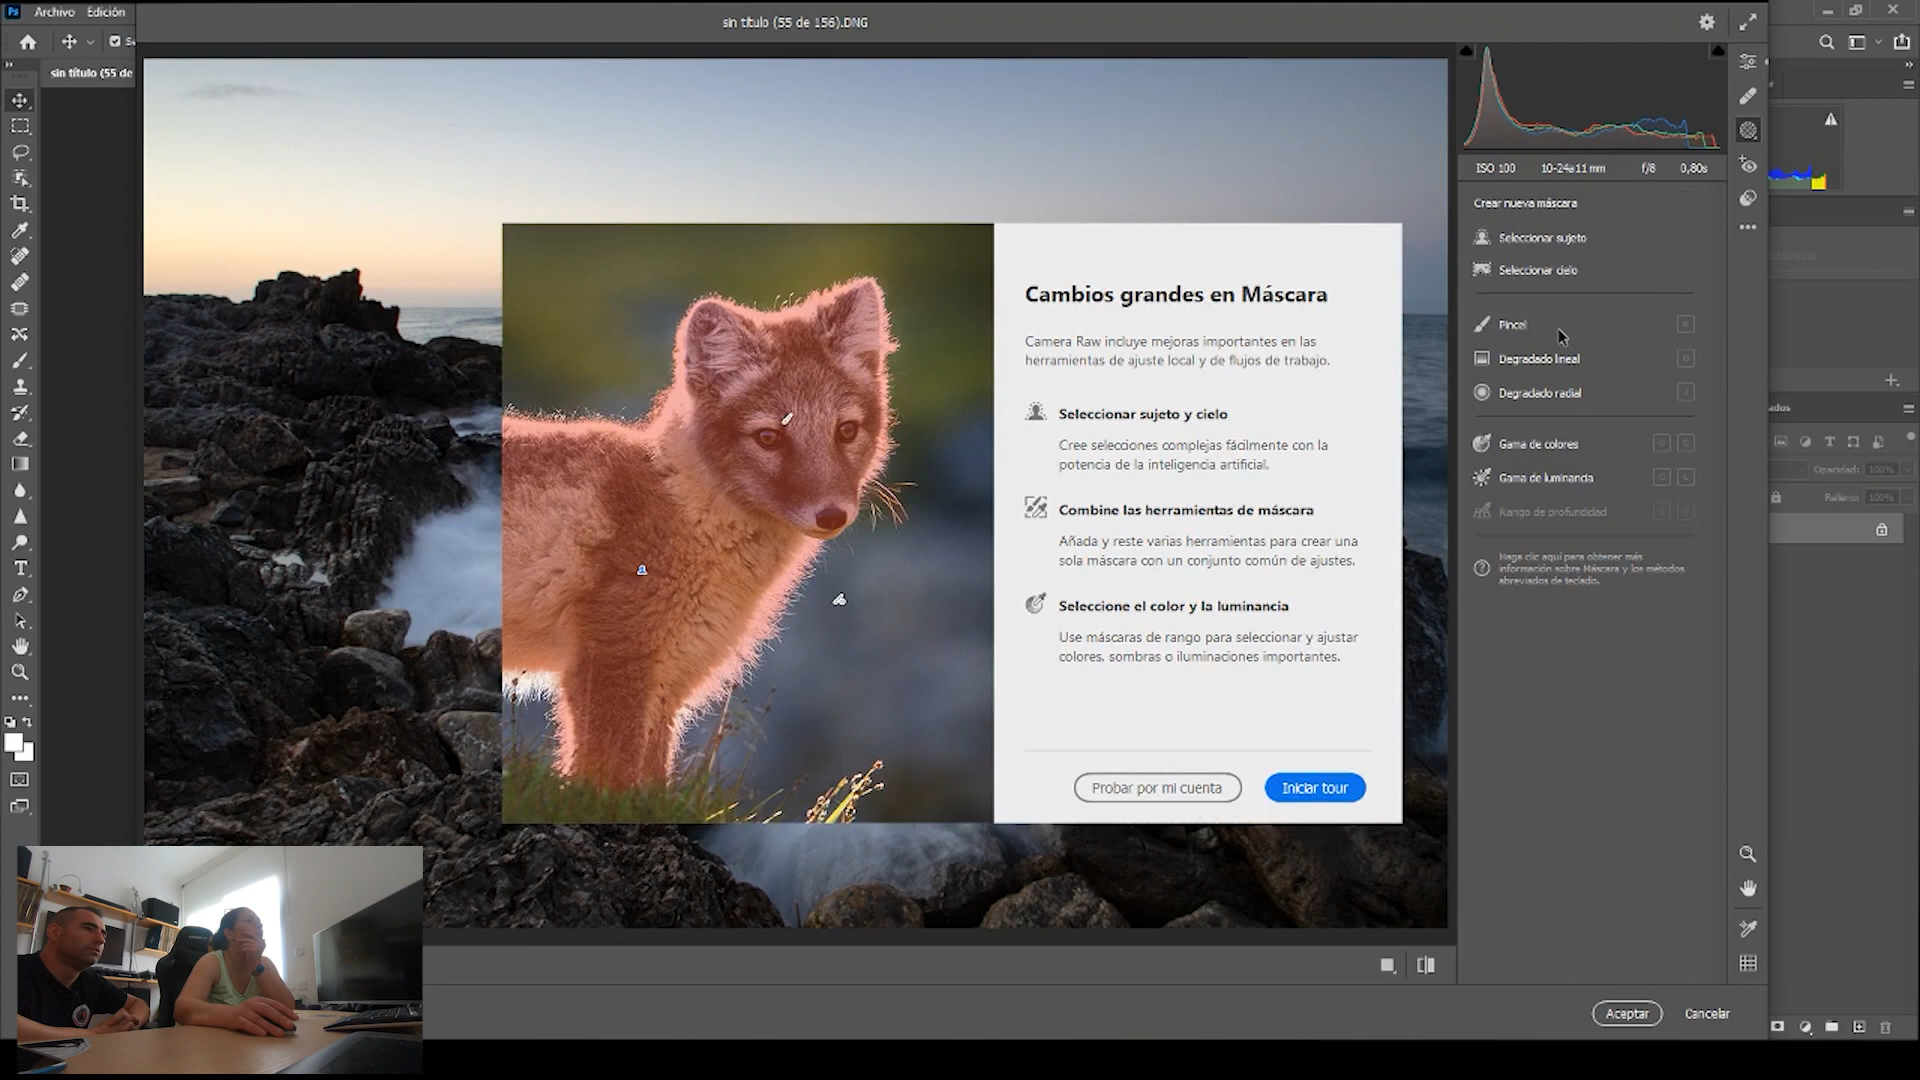 Ps Archivo Edición
sin título (55 de 156).DNG
sin título (55 de
ISO 100 10-24a11 mm f/8 0,80s
Crear nueva máscara
Seleccionar sujeto
Seleccionar cielo
Pincel K
Degradado lineal G
Degradado radial J
Gama de colores
Gama de luminancia
Rango de profundidad
Haga clic aquí para obtener más
información sobre Máscara y los métodos
abreviados de teclado.
Cambios grandes en Máscara
Camera Raw incluye mejoras importantes en las
herramientas de ajuste local y de flujos de trabajo.
Seleccionar sujeto y cielo
Cree selecciones complejas fácilmente con la
potencia de la inteligencia artificial.
Combine las herramientas de máscara
Añada y reste varias herramientas para crear una
sola máscara con un conjunto común de ajustes.
Seleccione el color y la luminancia
Use máscaras de rango para seleccionar y ajustar
colores, sombras o iluminaciones importantes.
Probar por mi cuenta
Iniciar tour
Opacidad: 100%
Relleno: 100%
Aceptar
Cancelar